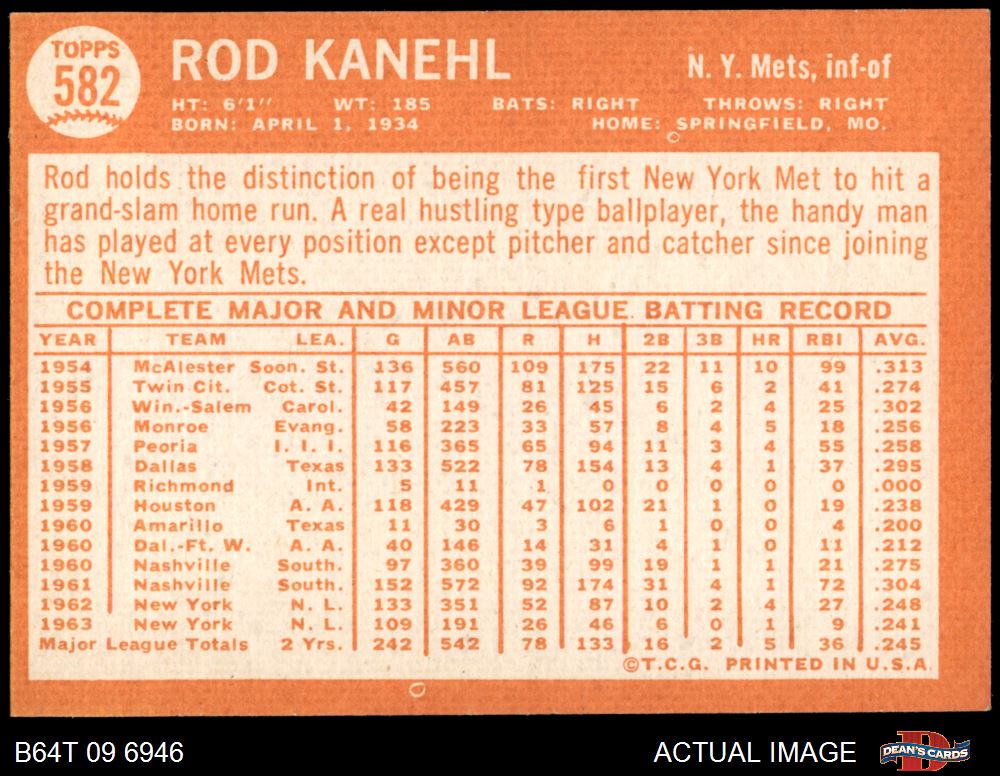 TOPPS
582
ROD KANEHL
N. Y. Mets, inf-of
HT: 6'1" WT: 185 BATS: RIGHT THROWS: RIGHT
BORN: APRIL 1, 1934 HOME: SPRINGFIELD, MO.
Rod holds the distinction of being the first New York Met to hit a
grand-slam home run. A real hustling type ballplayer, the handy man
has played at every position except pitcher and catcher since joining
the New York Mets.
COMPLETE MAJOR AND MINOR LEAGUE BATTING RECORD
YEAR TEAM LEA. G AB R H 2B 3B HR RBI AVG.
1954 McAlester Soon. St. 136 560 109 175 22 11 10 99 .313
1955 Twin Cit. Cot. St. 117 457 81 125 15 6 2 41 .274
1956 Win.-Salem Carol. 42 149 26 45 6 2 4 25 .302
1956 Monroe Evang. 58 223 33 57 8 4 5 18 .256
1957 Peoria I. I. I. 116 365 65 94 11 3 4 55 .258
1958 Dallas Texas 133 522 78 154 13 4 1 37 .295
1959 Richmond Int. 5 11 1 0 0 0 0 0 .000
1959 Houston A. A. 118 429 47 102 21 1 0 19 .238
1960 Amarillo Texas 11 30 3 6 1 0 0 4 .200
1960 Dal.-Ft. W. A. A. 40 146 14 31 4 1 0 11 .212
1960 Nashville South. 97 360 39 99 19 1 1 21 .275
1961 Nashville South. 152 572 92 174 31 4 1 72 .304
1962 New York N. L. 133 351 52 87 10 2 4 27 .248
1963 New York N. L. 109 191 26 46 6 0 1 9 .241
Major League Totals 2 Yrs. 242 542 78 133 16 2 5 36 .245
©T.C.G. PRINTED IN U.S.A.
B64T 09 6946
ACTUAL IMAGE
D
DEAN'S CARDS